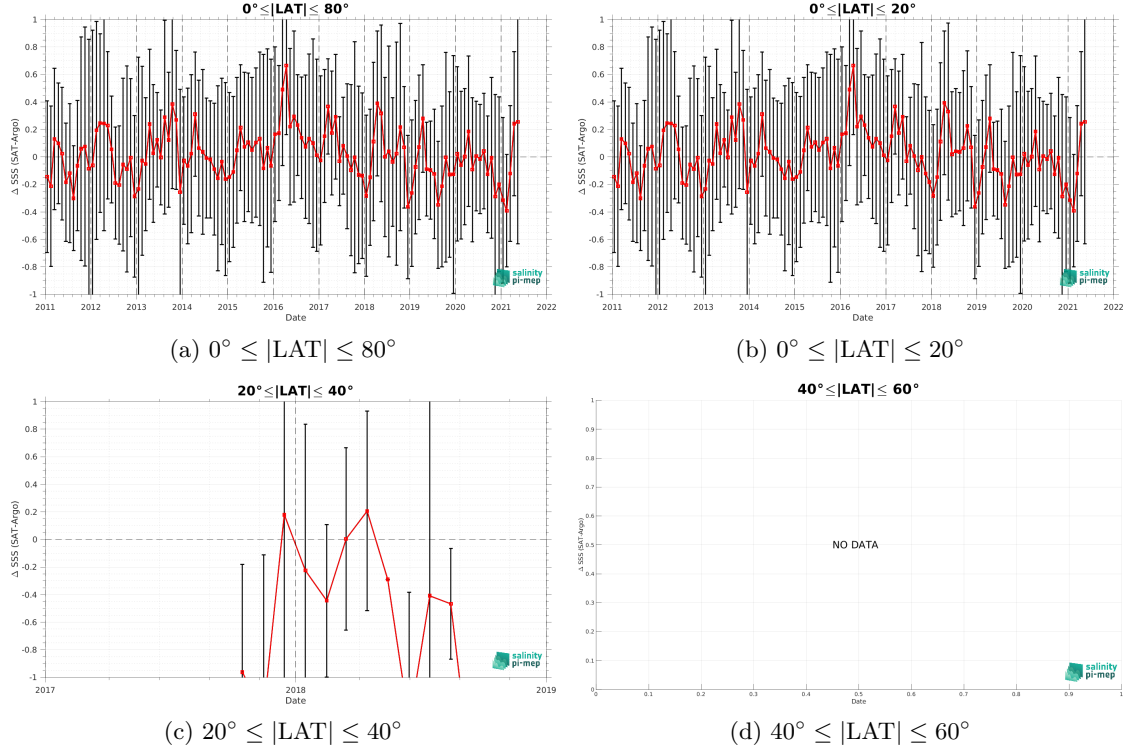 0°≤|LAT|≤ 80°
Δ SSS (SAT-Argo)
1
0.8
0.6
0.4
0.2
0
-0.2
-0.4
-0.6
-0.8
-1
2011 2012 2013 2014 2015 2016 2017 2018 2019 2020 2021 2022
Date
salinity
pi-mep
(a) 0° ≤ |LAT| ≤ 80°
0°≤|LAT|≤ 20°
Δ SSS (SAT-Argo)
1
0.8
0.6
0.4
0.2
0
-0.2
-0.4
-0.6
-0.8
-1
2011 2012 2013 2014 2015 2016 2017 2018 2019 2020 2021 2022
Date
salinity
pi-mep
(b) 0° ≤ |LAT| ≤ 20°
20°≤|LAT|≤ 40°
Δ SSS (SAT-Argo)
1
0.8
0.6
0.4
0.2
0
-0.2
-0.4
-0.6
-0.8
-1
2017 2018 2019
Date
salinity
pi-mep
(c) 20° ≤ |LAT| ≤ 40°
40°≤|LAT|≤ 60°
Δ SSS (SAT-Argo)
1
0.9
0.8
0.7
0.6
0.5
0.4
0.3
0.2
0.1
0
NO DATA
0 0.1 0.2 0.3 0.4 0.5 0.6 0.7 0.8 0.9 1
Date
salinity
pi-mep
(d) 40° ≤ |LAT| ≤ 60°